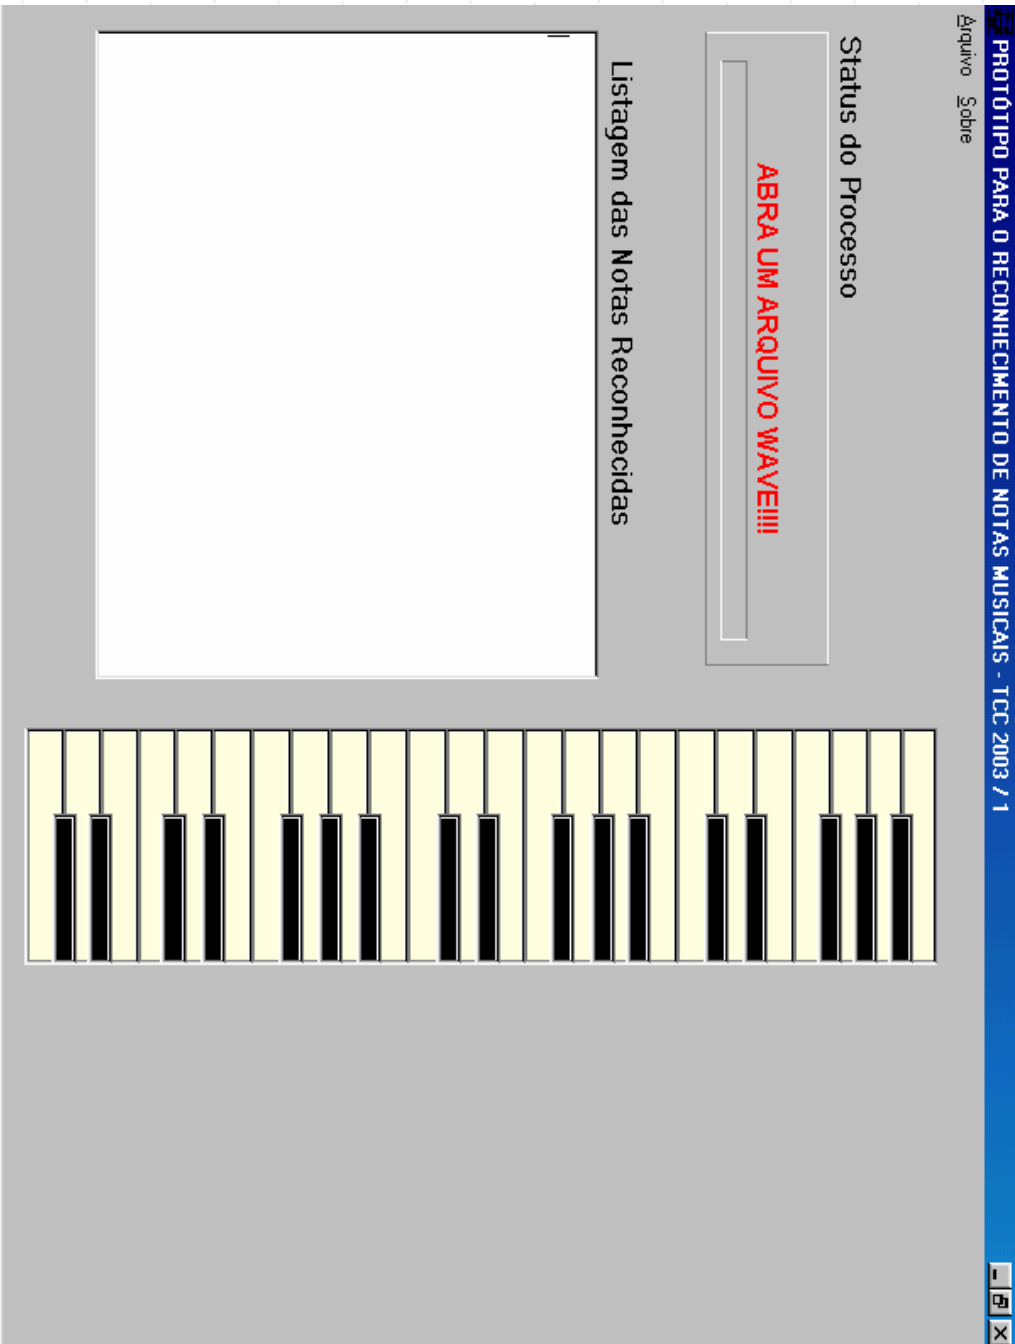 PROTÓTIPO PARA O RECONHECIMENTO DE NOTAS MUSICAIS - TCC 2003 / 1
Arquivo Sobre
Status do Processo
ABRA UM ARQUIVO WAVE!!!!
Listagem das Notas Reconhecidas